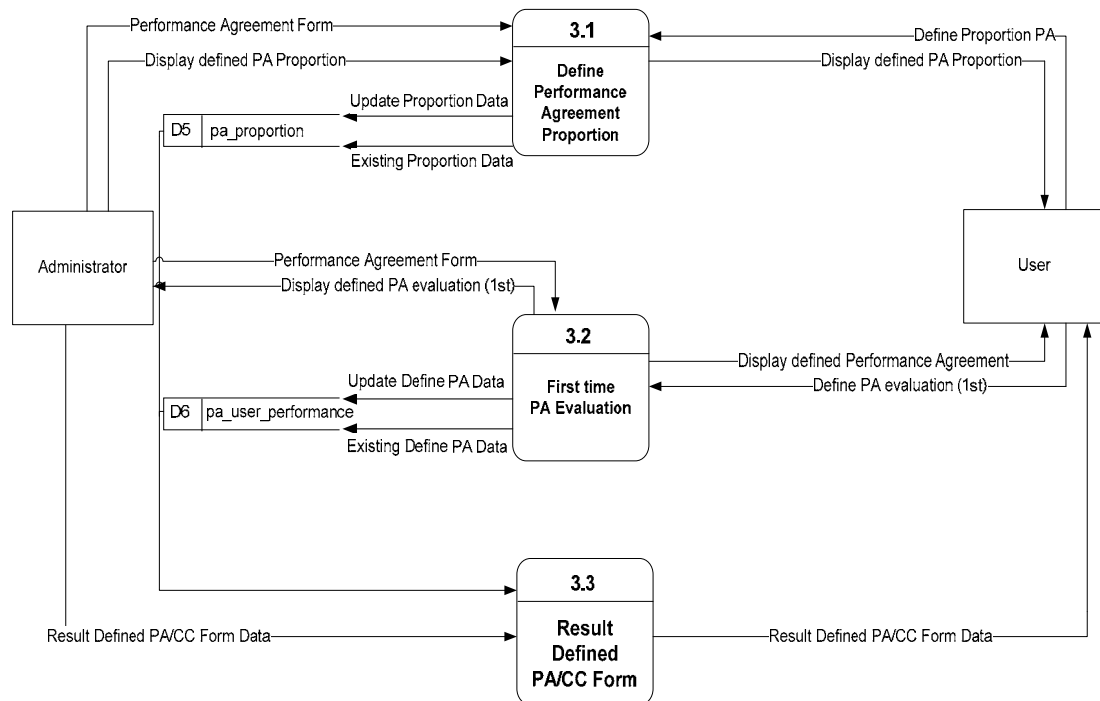 Performance Agreement Form
Display defined PA Proportion
3.1
Define
Performance
Agreement
Proportion
Define Proportion PA
Display defined PA Proportion
Update Proportion Data
D5 pa_proportion
Existing Proportion Data
Administrator
User
Performance Agreement Form
Display defined PA evaluation (1st)
3.2
First time
PA Evaluation
Display defined Performance Agreement
Define PA evaluation (1st)
Update Define PA Data
D6 pa_user_performance
Existing Define PA Data
3.3
Result
Defined
PA/CC Form
Result Defined PA/CC Form Data
Result Defined PA/CC Form Data